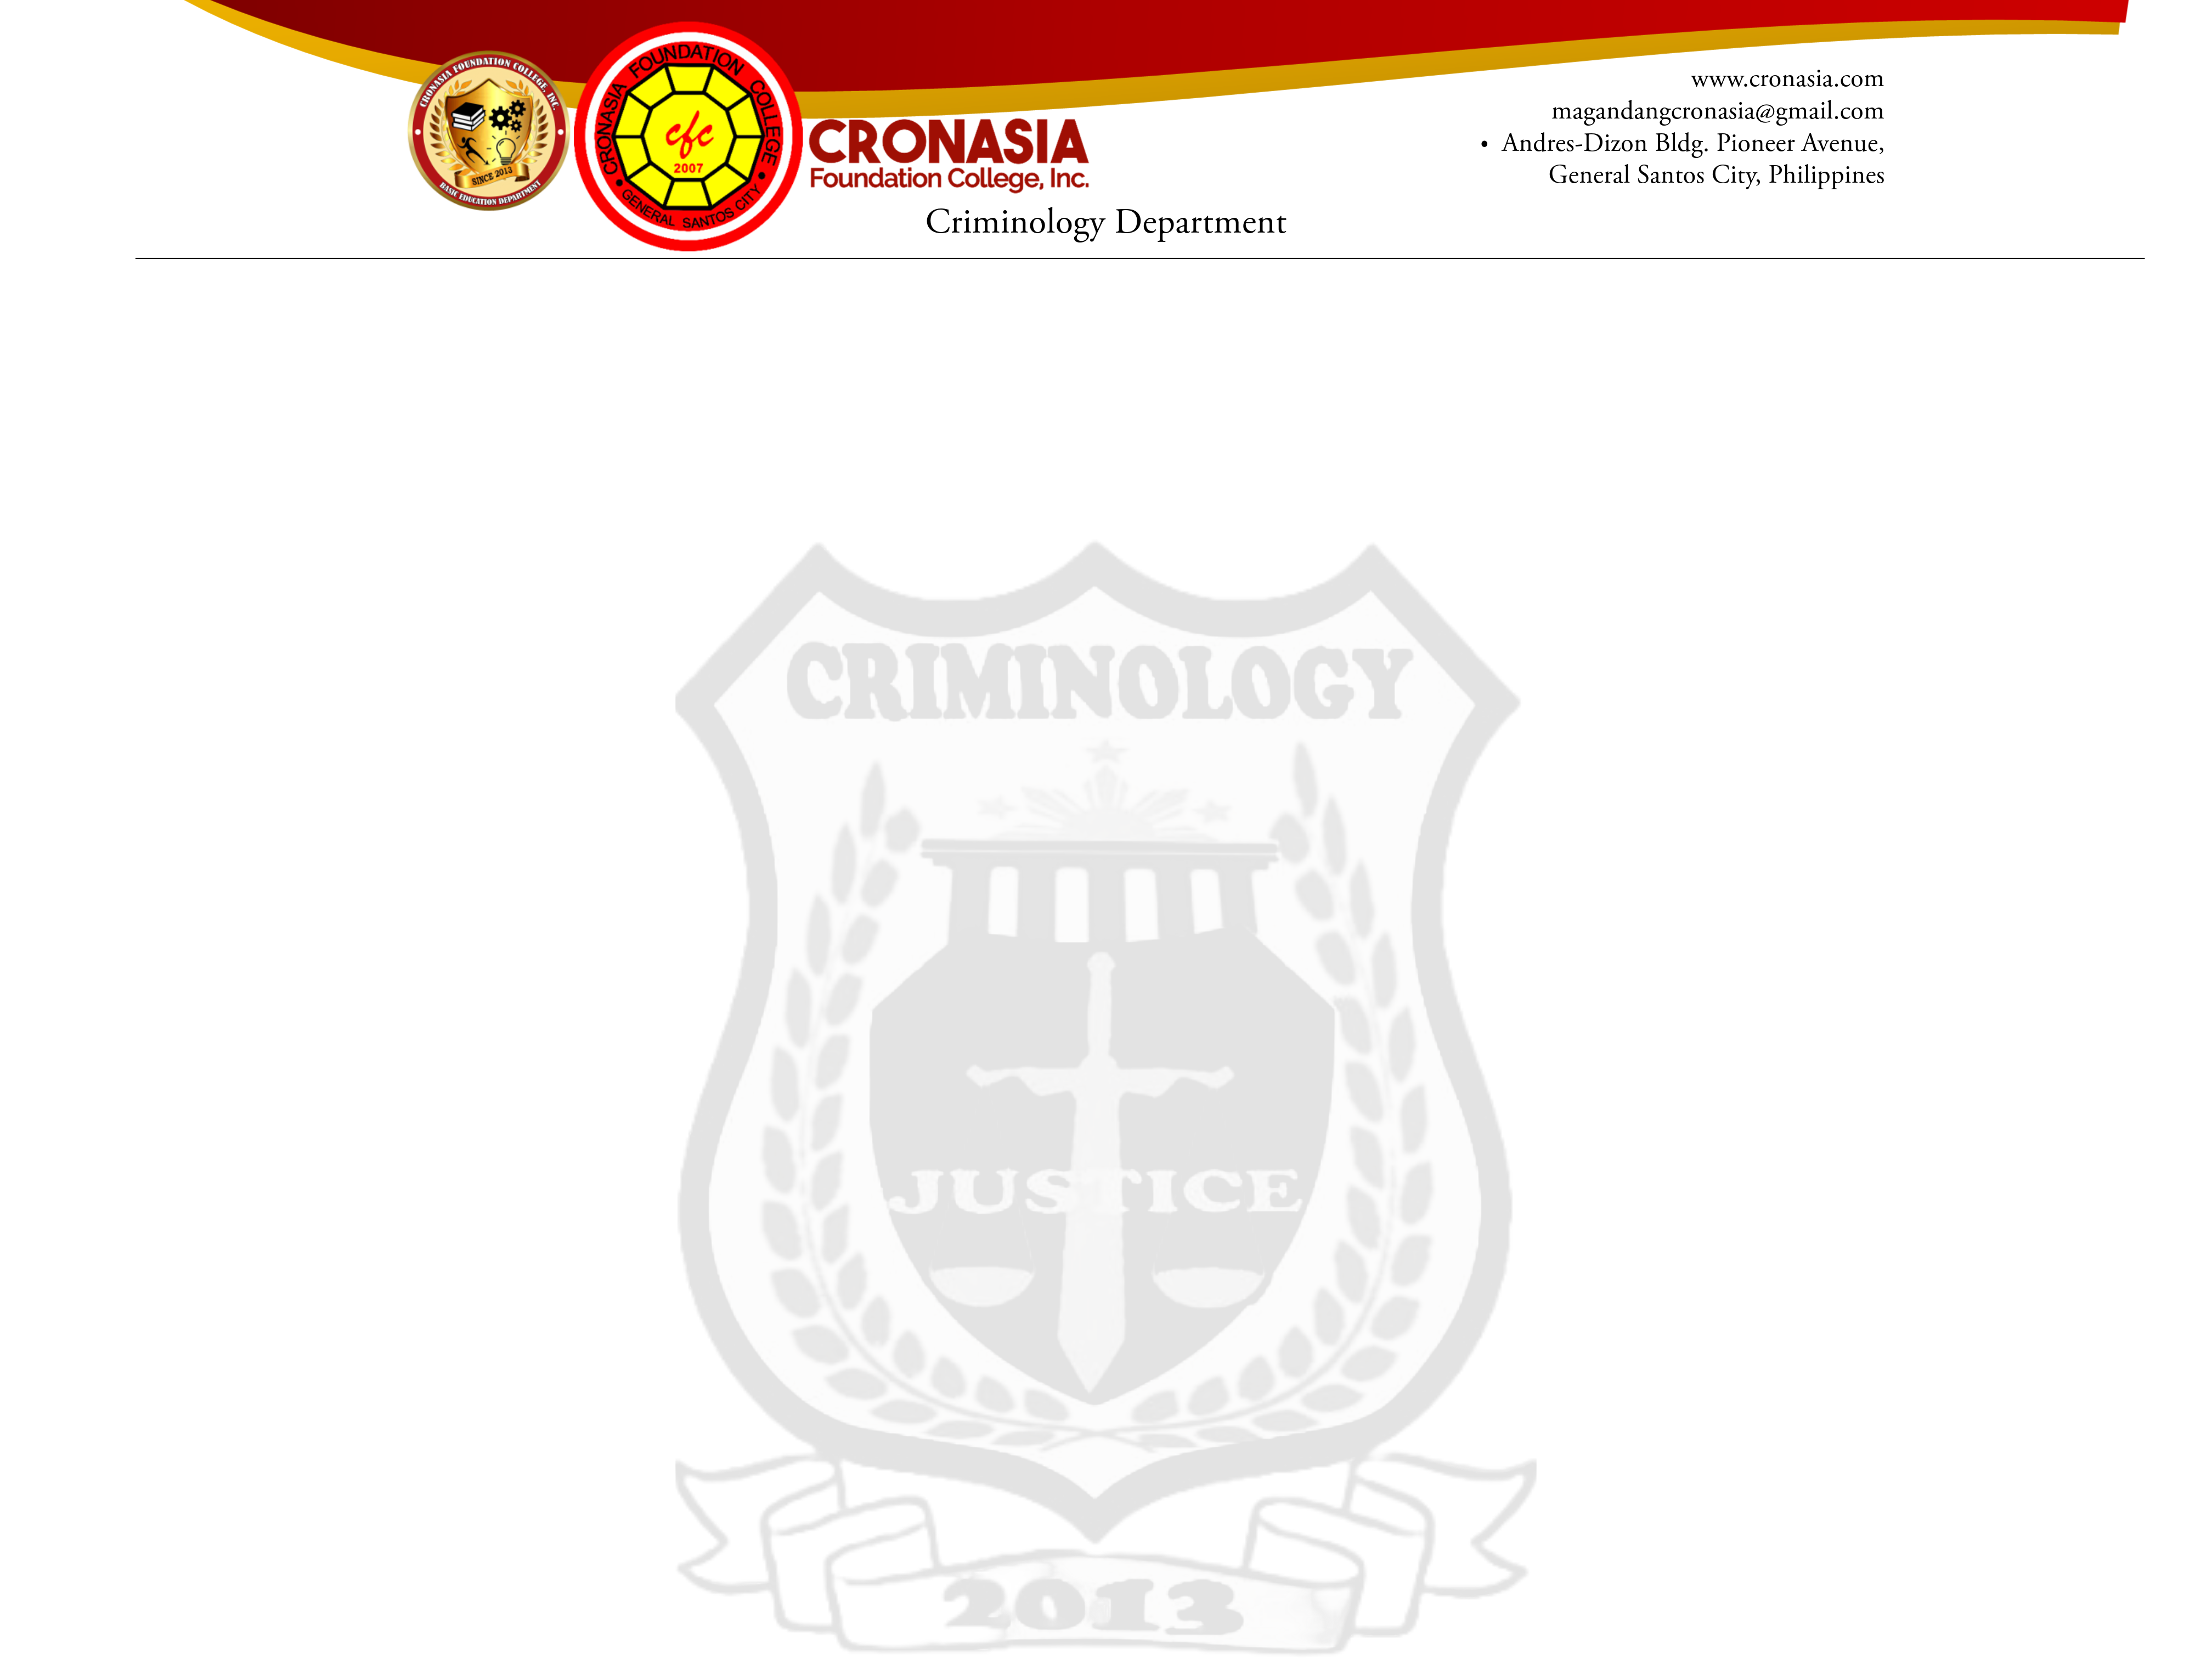 CRONASIA FOUNDATION COLLEGE, INC.
SINCE 2013
BASIC EDUCATION DEPARTMENT
CRONASIA FOUNDATION COLLEGE
cfc
2007
GENERAL SANTOS CITY
CRONASIA
Foundation College, Inc.
Criminology Department
www.cronasia.com
magandangcronasia@gmail.com
• Andres-Dizon Bldg. Pioneer Avenue,
General Santos City, Philippines
CRIMINOLOGY
JUSTICE
2013